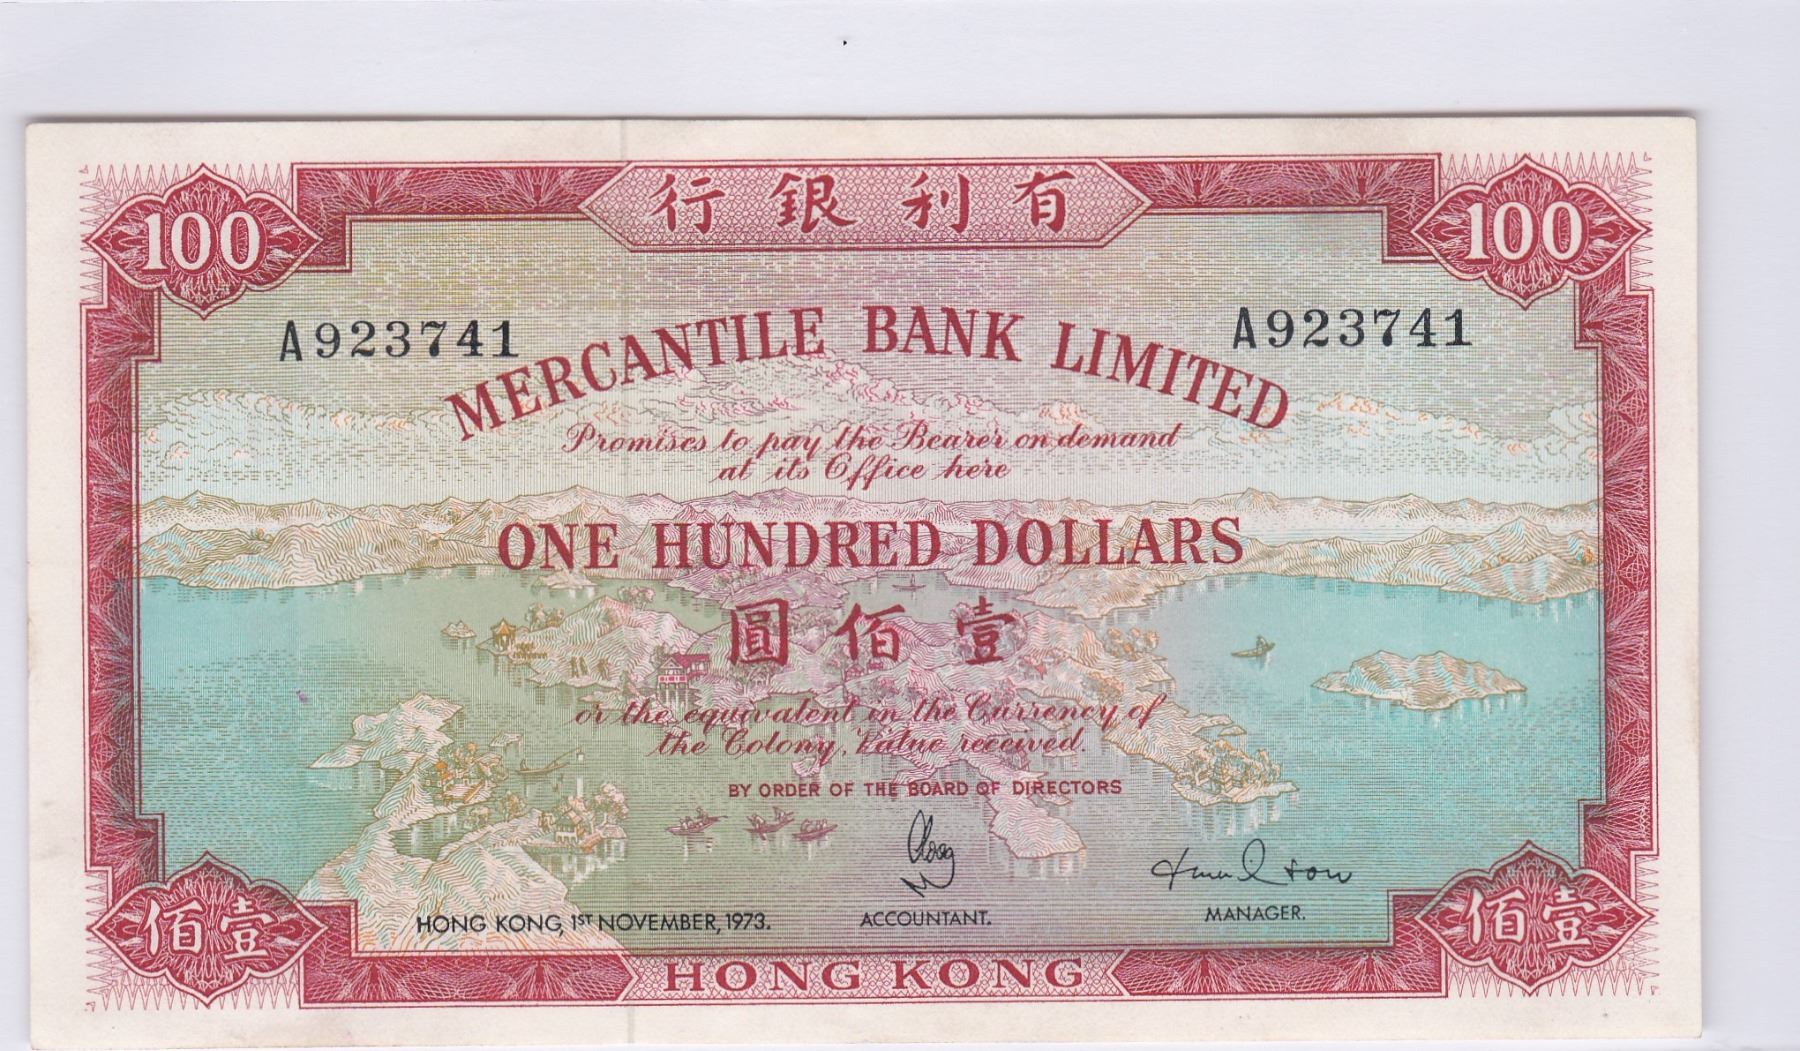 行銀利有
100 100
A923741 A923741
MERCANTILE BANK LIMITED
Promises to pay the Bearer on demand
at its Office here
ONE HUNDRED DOLLARS
圓佰壹
or the equivalent in the Currency of
the Colony, Value received.
BY ORDER OF THE BOARD OF DIRECTORS
HONG KONG, 1ST NOVEMBER, 1973. ACCOUNTANT. MANAGER.
佰壹 佰壹
HONG KONG